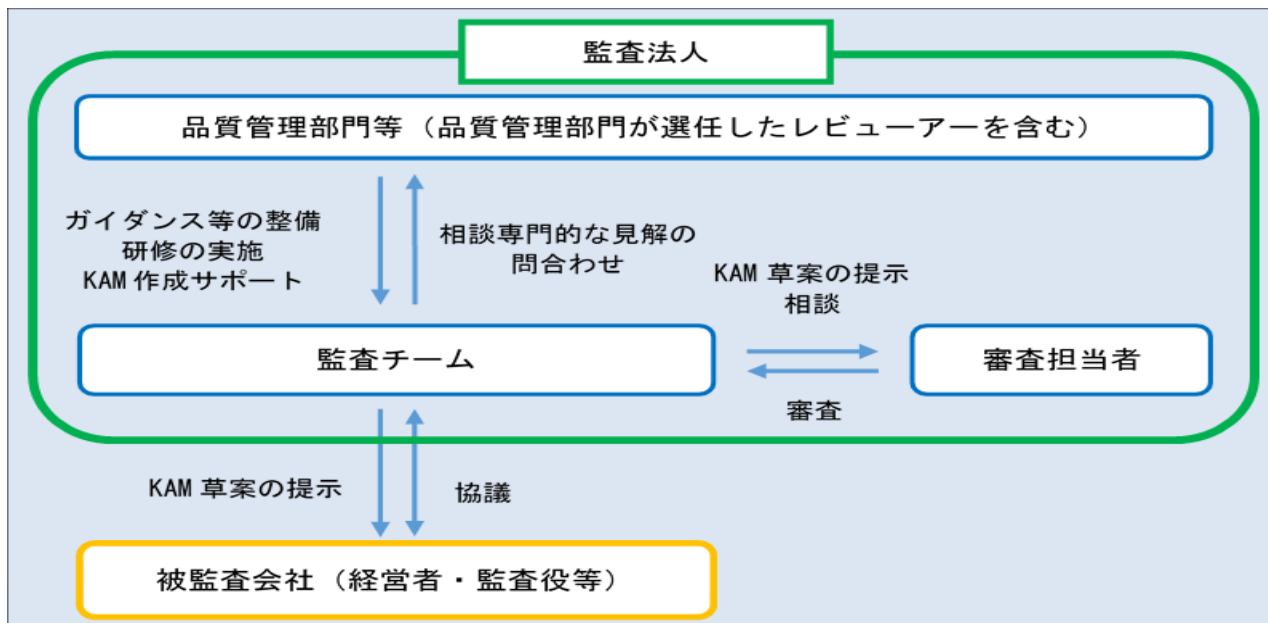 監査法人
品質管理部門等（品質管理部門が選任したレビューアーを含む）
ガイダンス等の整備
研修の実施
KAM 作成サポート
相談専門的な見解の
問合わせ
KAM 草案の提示
相談
監査チーム
審査担当者
審査
KAM 草案の提示
協議
被監査会社（経営者・監査役等）